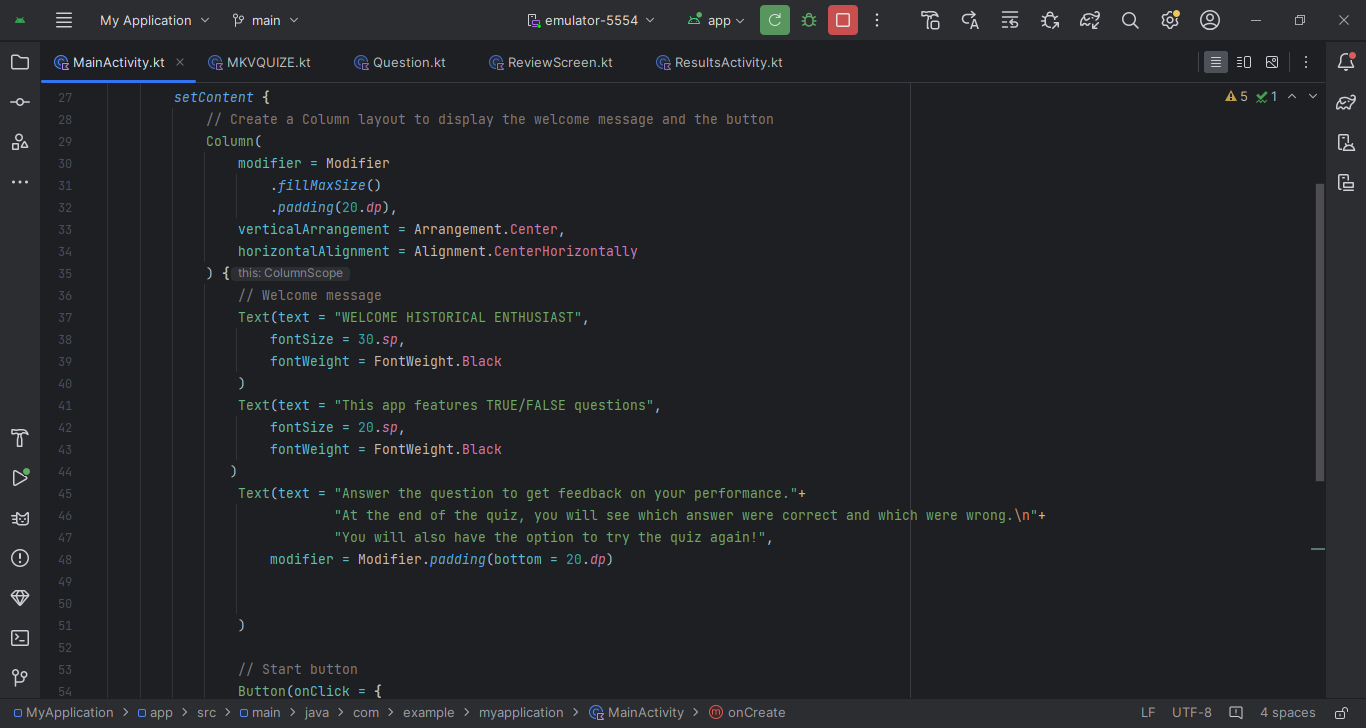 My Application main emulator-5554 app
MainActivity.kt MKVQUIZE.kt Question.kt ReviewScreen.kt ResultsActivity.kt
27 setContent { 5 1
28 // Create a Column layout to display the welcome message and the button
29 Column(
30 modifier = Modifier
31 .fillMaxSize()
32 .padding(20.dp),
33 verticalArrangement = Arrangement.Center,
34 horizontalAlignment = Alignment.CenterHorizontally
35 ) { this: ColumnScope
36 // Welcome message
37 Text(text = "WELCOME HISTORICAL ENTHUSIAST",
38 fontSize = 30.sp,
39 fontWeight = FontWeight.Black
40 )
41 Text(text = "This app features TRUE/FALSE questions",
42 fontSize = 20.sp,
43 fontWeight = FontWeight.Black
44 )
45 Text(text = "Answer the question to get feedback on your performance."+
46 "At the end of the quiz, you will see which answer were correct and which were wrong.\n"+
47 "You will also have the option to try the quiz again!",
48 modifier = Modifier.padding(bottom = 20.dp)
49
50
51 )
52
53 // Start button
54 Button(onClick = {
MyApplication > app > src > main > java > com > example > myapplication > MainActivity > onCreate LF UTF-8 4 spaces